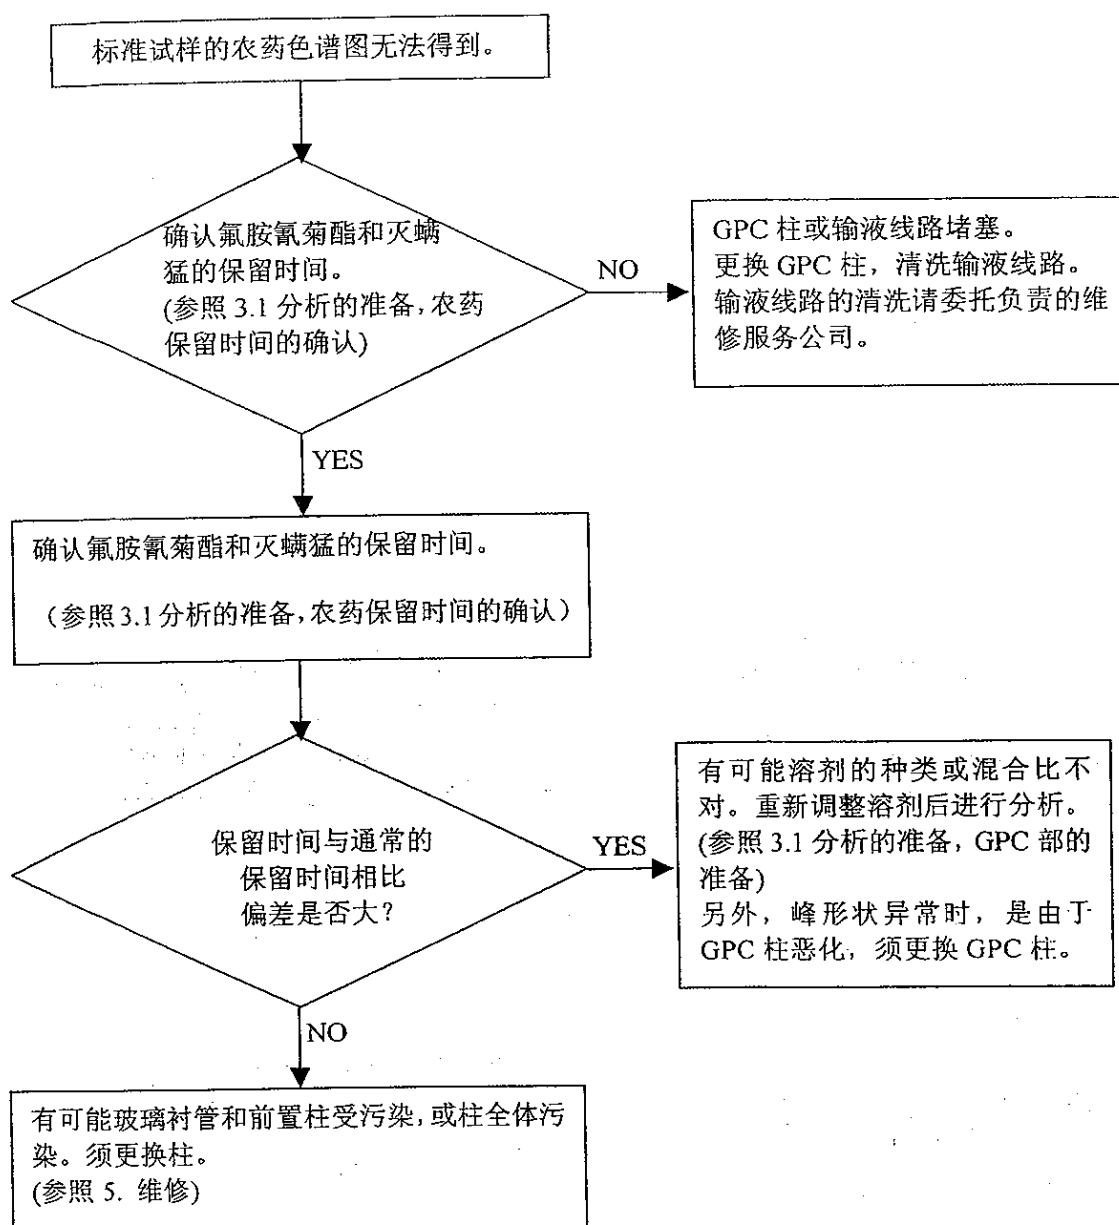 标准试样的农药色谱图无法得到。
确认氟胺氰菊酯和灭螨
猛的保留时间。
(参照 3.1 分析的准备,农药
保留时间的确认)
NO
GPC 柱或输液线路堵塞。
更换 GPC 柱，清洗输液线路。
输液线路的清洗请委托负责的维
修服务公司。
YES
确认氟胺氰菊酯和灭螨猛的保留时间。
（参照 3.1 分析的准备,农药保留时间的确认）
保留时间与通常的
保留时间相比
偏差是否大？
YES
有可能溶剂的种类或混合比不
对。重新调整溶剂后进行分析。
(参照 3.1 分析的准备，GPC 部的
准备)
另外，峰形状异常时，是由于
GPC 柱恶化，须更换 GPC 柱。
NO
有可能玻璃衬管和前置柱受污染,或柱全体污
染。须更换柱。
(参照 5. 维修)